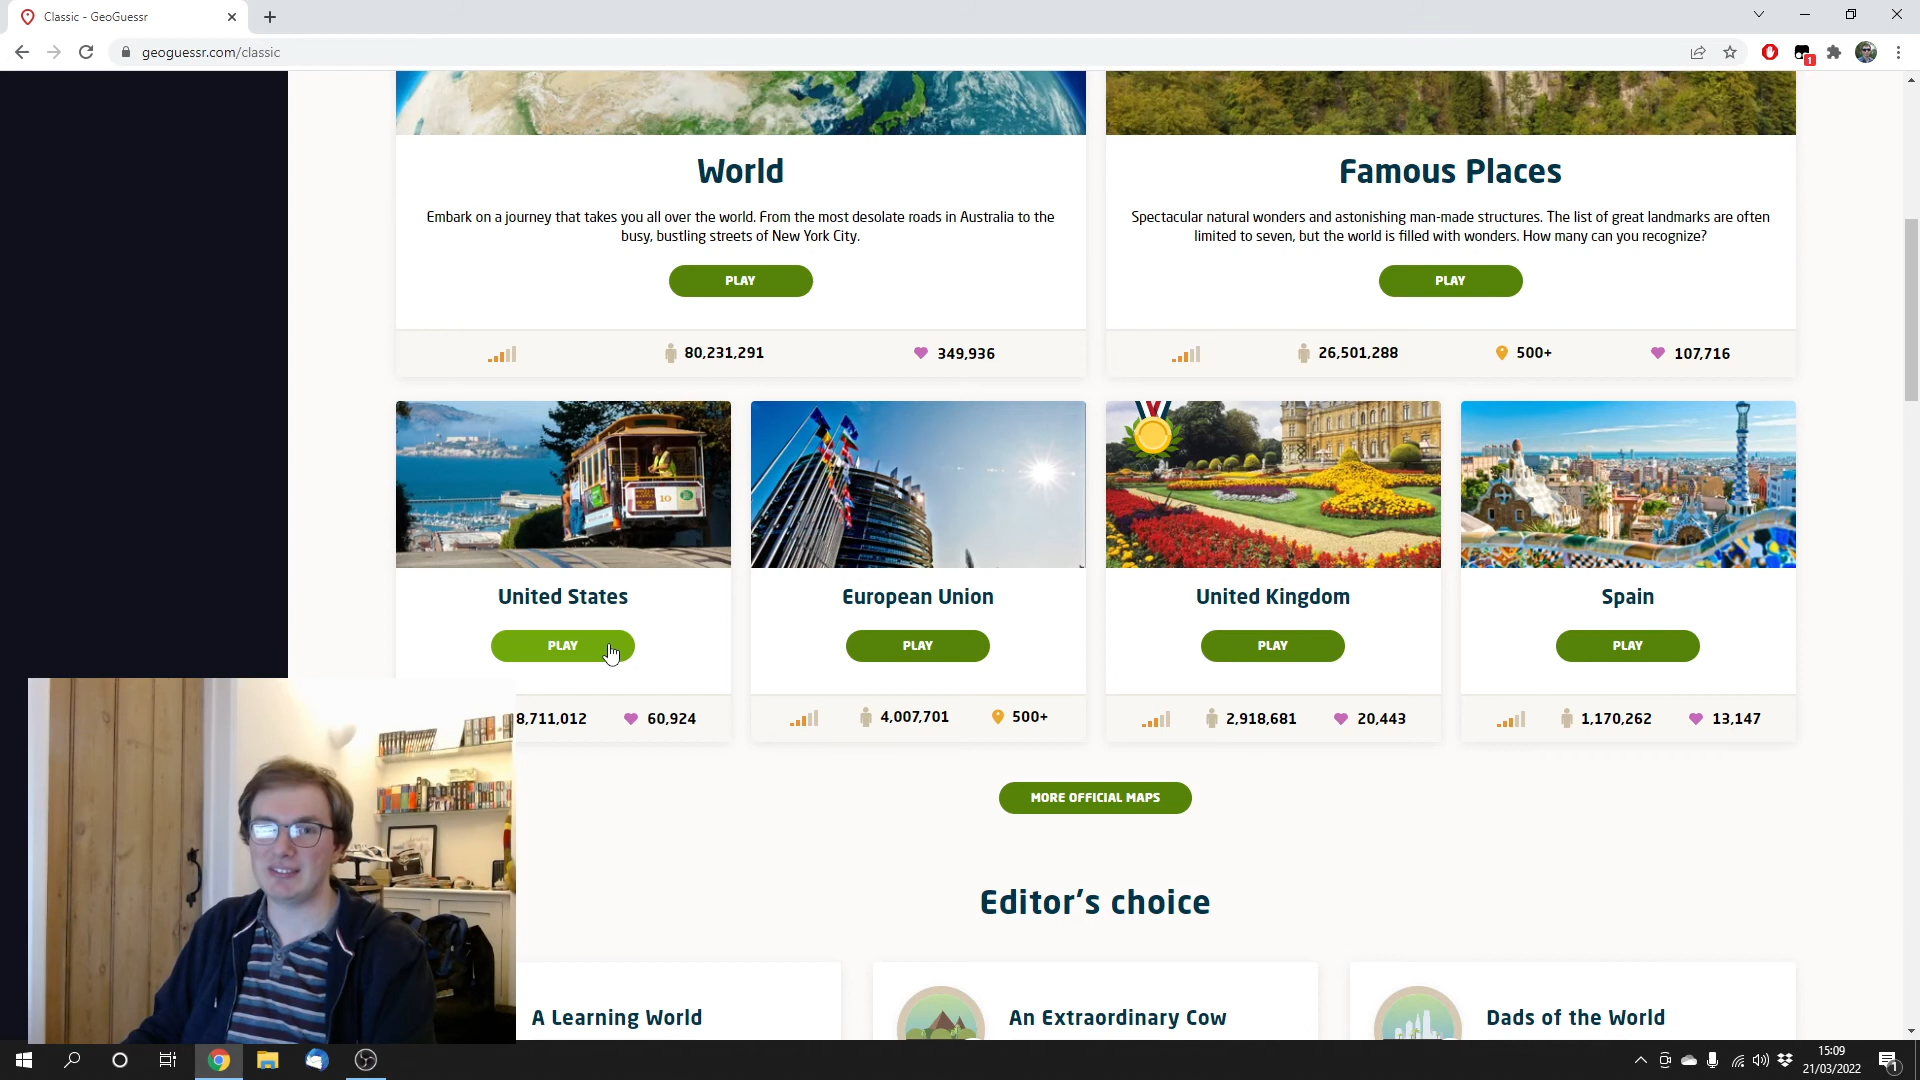 Classic - GeoGuessr
geoguessr.com/classic
1
World
Famous Places
Embark on a journey that takes you all over the world. From the most desolate roads in Australia to the
busy, bustling streets of New York City.
Spectacular natural wonders and astonishing man-made structures. The list of great landmarks are often
limited to seven, but the world is filled with wonders. How many can you recognize?
PLAY
PLAY
80,231,291
349,936
26,501,288
500+
107,716
10
United States
European Union
United Kingdom
Spain
PLAY
PLAY
PLAY
PLAY
8,711,012
60,924
4,007,701
500+
2,918,681
20,443
1,170,262
13,147
MORE OFFICIAL MAPS
Editor's choice
A Learning World
An Extraordinary Cow
Dads of the World
15:09
21/03/2022
1